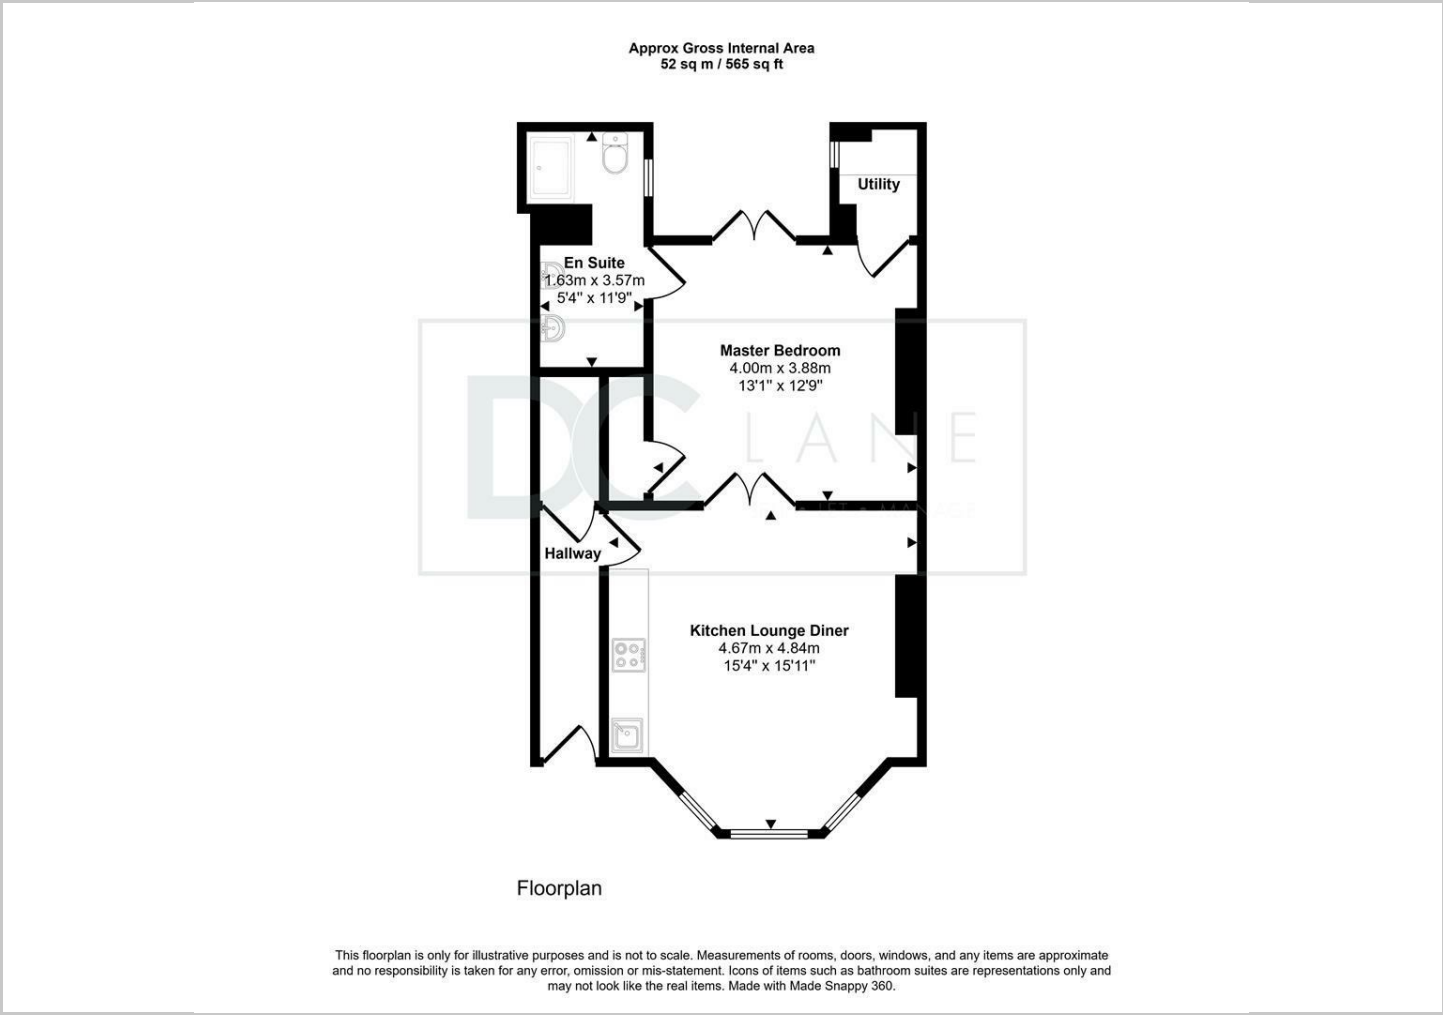 Approx Gross Internal Area
52 sq m / 565 sq ft
Utility
En Suite
1.63m x 3.57m
5'4" x 11'9"
Master Bedroom
4.00m x 3.88m
13'1" x 12'9"
DC LANE
LET • MANAGE
Hallway
Kitchen Lounge Diner
4.67m x 4.84m
15'4" x 15'11"
Floorplan
This floorplan is only for illustrative purposes and is not to scale. Measurements of rooms, doors, windows, and any items are approximate
and no responsibility is taken for any error, omission or mis-statement. Icons of items such as bathroom suites are representations only and
may not look like the real items. Made with Made Snappy 360.